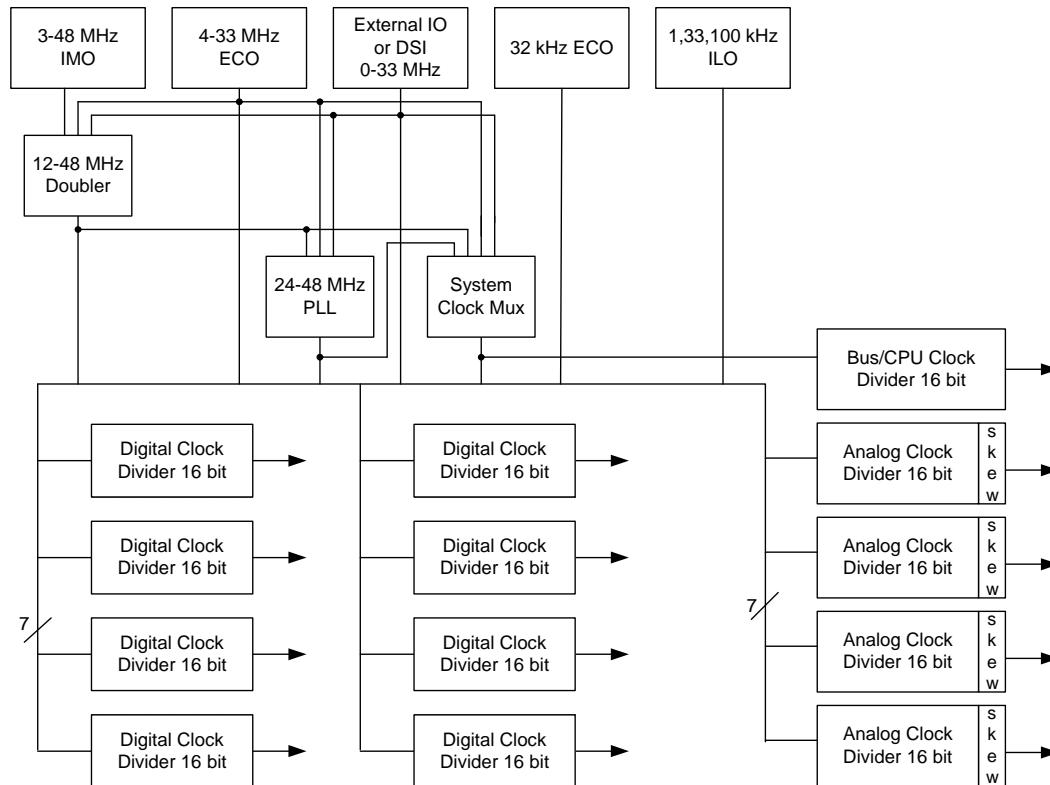 3-48 MHz
IMO
4-33 MHz
ECO
External IO
or DSI
0-33 MHz
32 kHz ECO
1,33,100 kHz
ILO
12-48 MHz
Doubler
24-48 MHz
PLL
System
Clock Mux
Bus/CPU Clock
Divider 16 bit
Digital Clock
Divider 16 bit
Digital Clock
Divider 16 bit
Analog Clock
Divider 16 bit
s
k
e
w
Digital Clock
Divider 16 bit
Digital Clock
Divider 16 bit
Analog Clock
Divider 16 bit
s
k
e
w
7
7
Digital Clock
Divider 16 bit
Digital Clock
Divider 16 bit
Analog Clock
Divider 16 bit
s
k
e
w
Digital Clock
Divider 16 bit
Digital Clock
Divider 16 bit
Analog Clock
Divider 16 bit
s
k
e
w